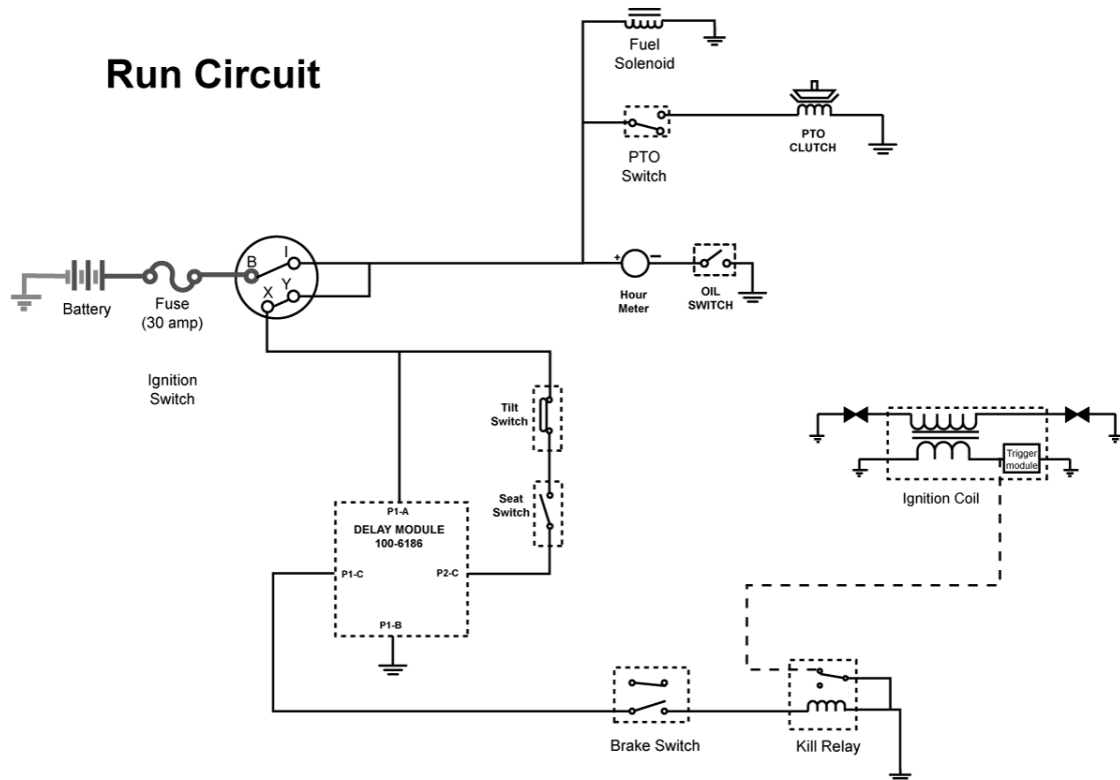 Run Circuit
Fuel
Solenoid
PTO
Switch
PTO
CLUTCH
B
I
X
Y
Battery
Fuse
(30 amp)
Ignition
Switch
+
−
Hour
Meter
OIL
SWITCH
Tilt
Switch
Seat
Switch
P1-A
DELAY MODULE
100-6186
P1-C
P2-C
P1-B
Trigger
module
Ignition Coil
Brake Switch
Kill Relay